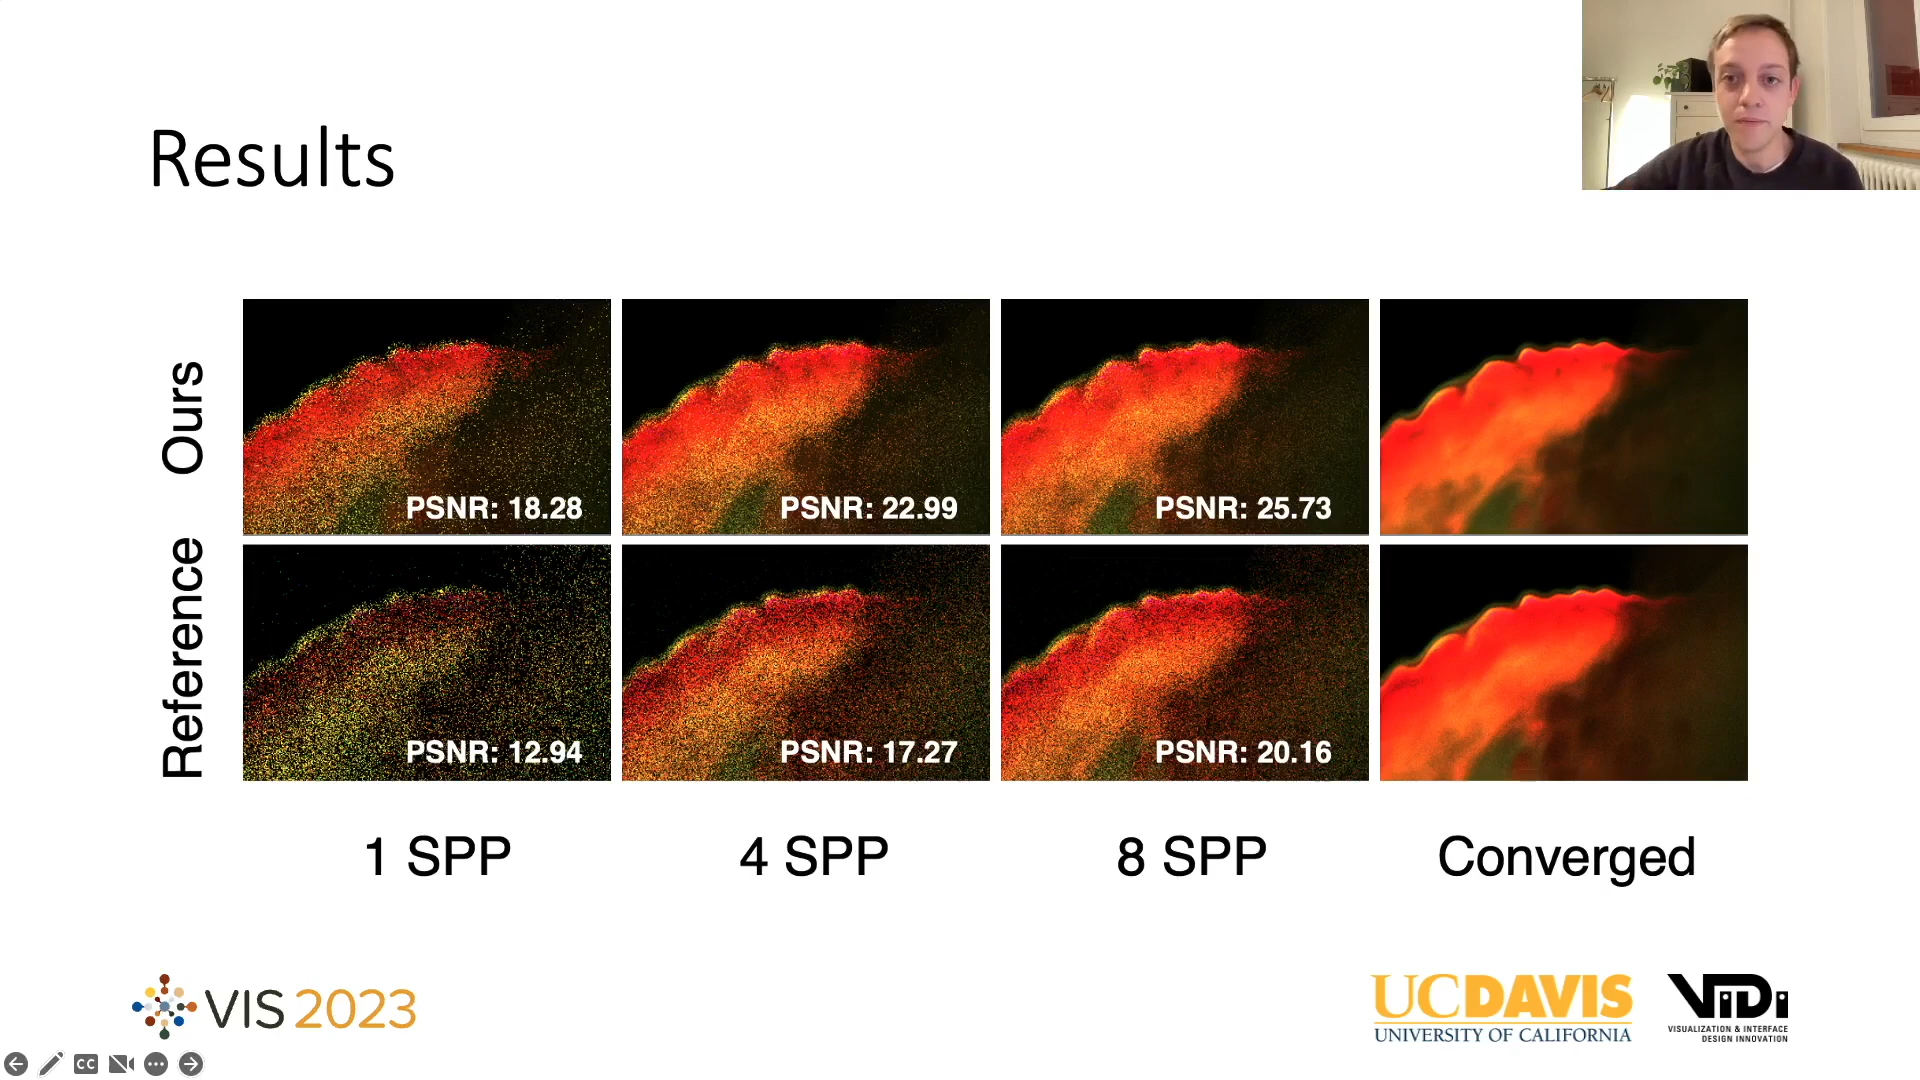 Results
Ours
PSNR: 18.28
PSNR: 22.99
PSNR: 25.73
Reference
PSNR: 12.94
PSNR: 17.27
PSNR: 20.16
1 SPP
4 SPP
8 SPP
Converged
VIS 2023
UCDAVIS
UNIVERSITY OF CALIFORNIA
ViDi
VISUALIZATION & INTERFACE
DESIGN INNOVATION
CC